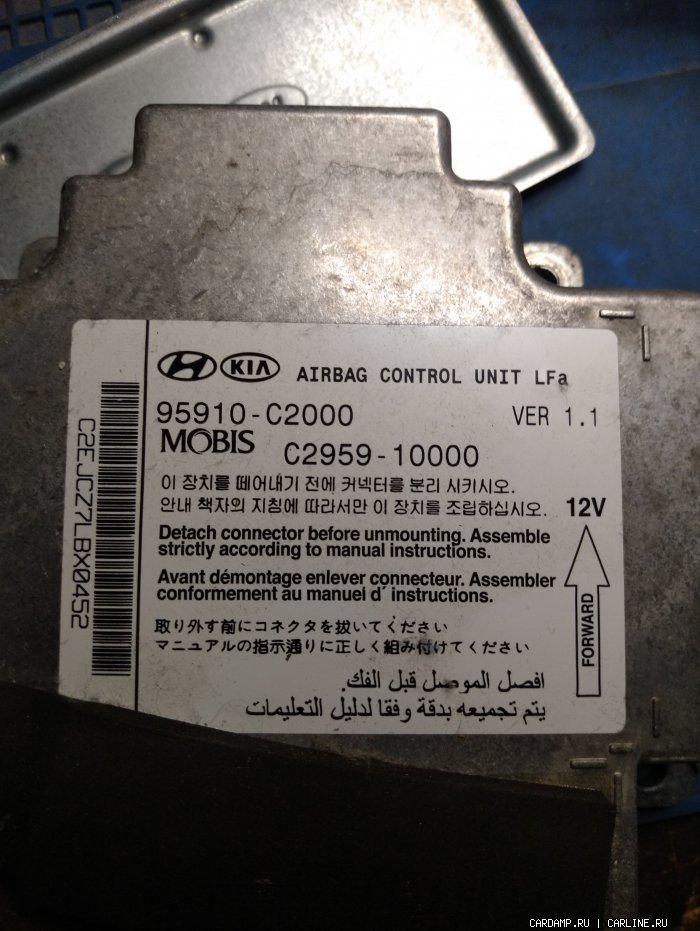 KIA AIRBAG CONTROL UNIT LFa
95910-C2000 VER 1.1
MOBIS C2959-10000
이 장치를 떼어내기 전에 커넥터를 분리 시키시오.
안내 책자의 지침에 따라서만 이 장치를 조립하십시오. 12V
Detach connector before unmounting. Assemble
strictly according to manual instructions.
Avant démontage enlever connecteur. Assembler
conformement au manuei d´ instructions.
取り外す前にコネクタを抜いてください
マニュアルの指示通りに正しく組み付けてください
افصل الموصل قبل الفك.
يتم تجميعه بدقة وفقا لدليل التعليمات
FORWARD
C2EJCZ7LBX0452
CARDAMP.RU | CARLINE.RU